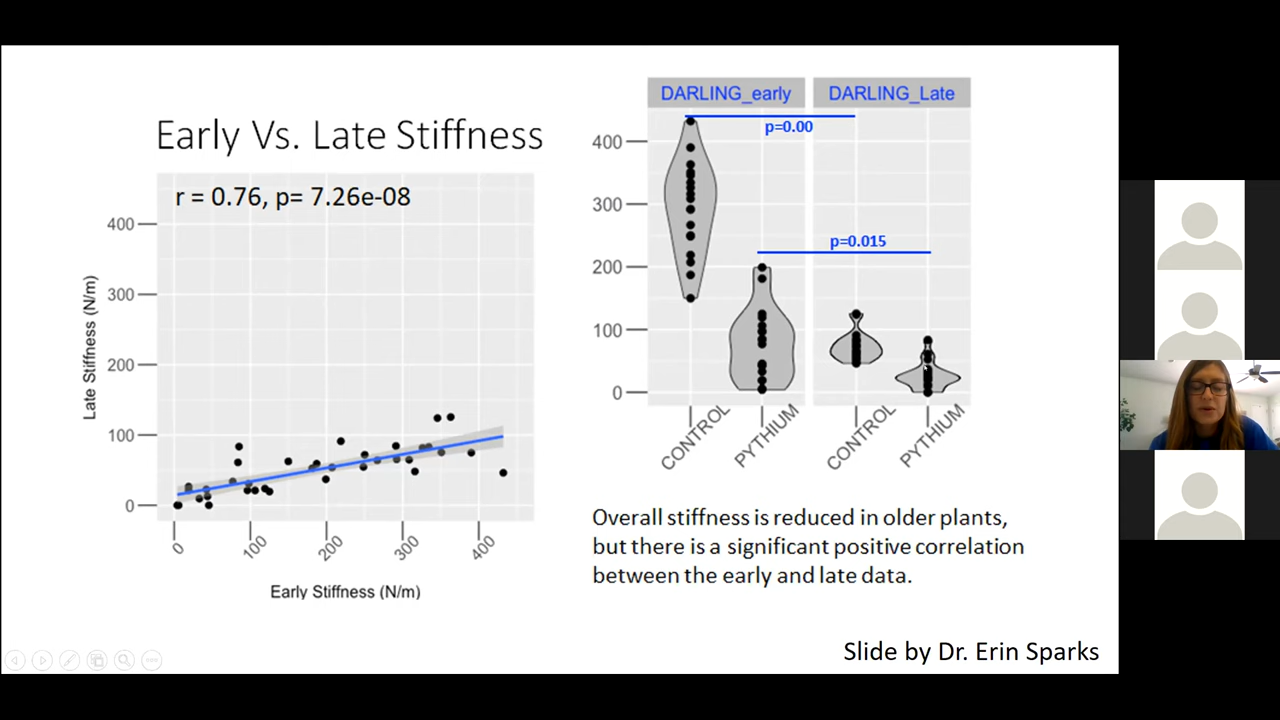 Early Vs. Late Stiffness
r = 0.76, p= 7.26e-08
400
300
200
100
0
Late Stiffness (N/m)
0
100
200
300
400
Early Stiffness (N/m)
DARLING_early
DARLING_Late
p=0.00
p=0.015
400
300
200
100
0
CONTROL
PYTHIUM
CONTROL
PYTHIUM
Overall stiffness is reduced in older plants,
but there is a significant positive correlation
between the early and late data.
Slide by Dr. Erin Sparks